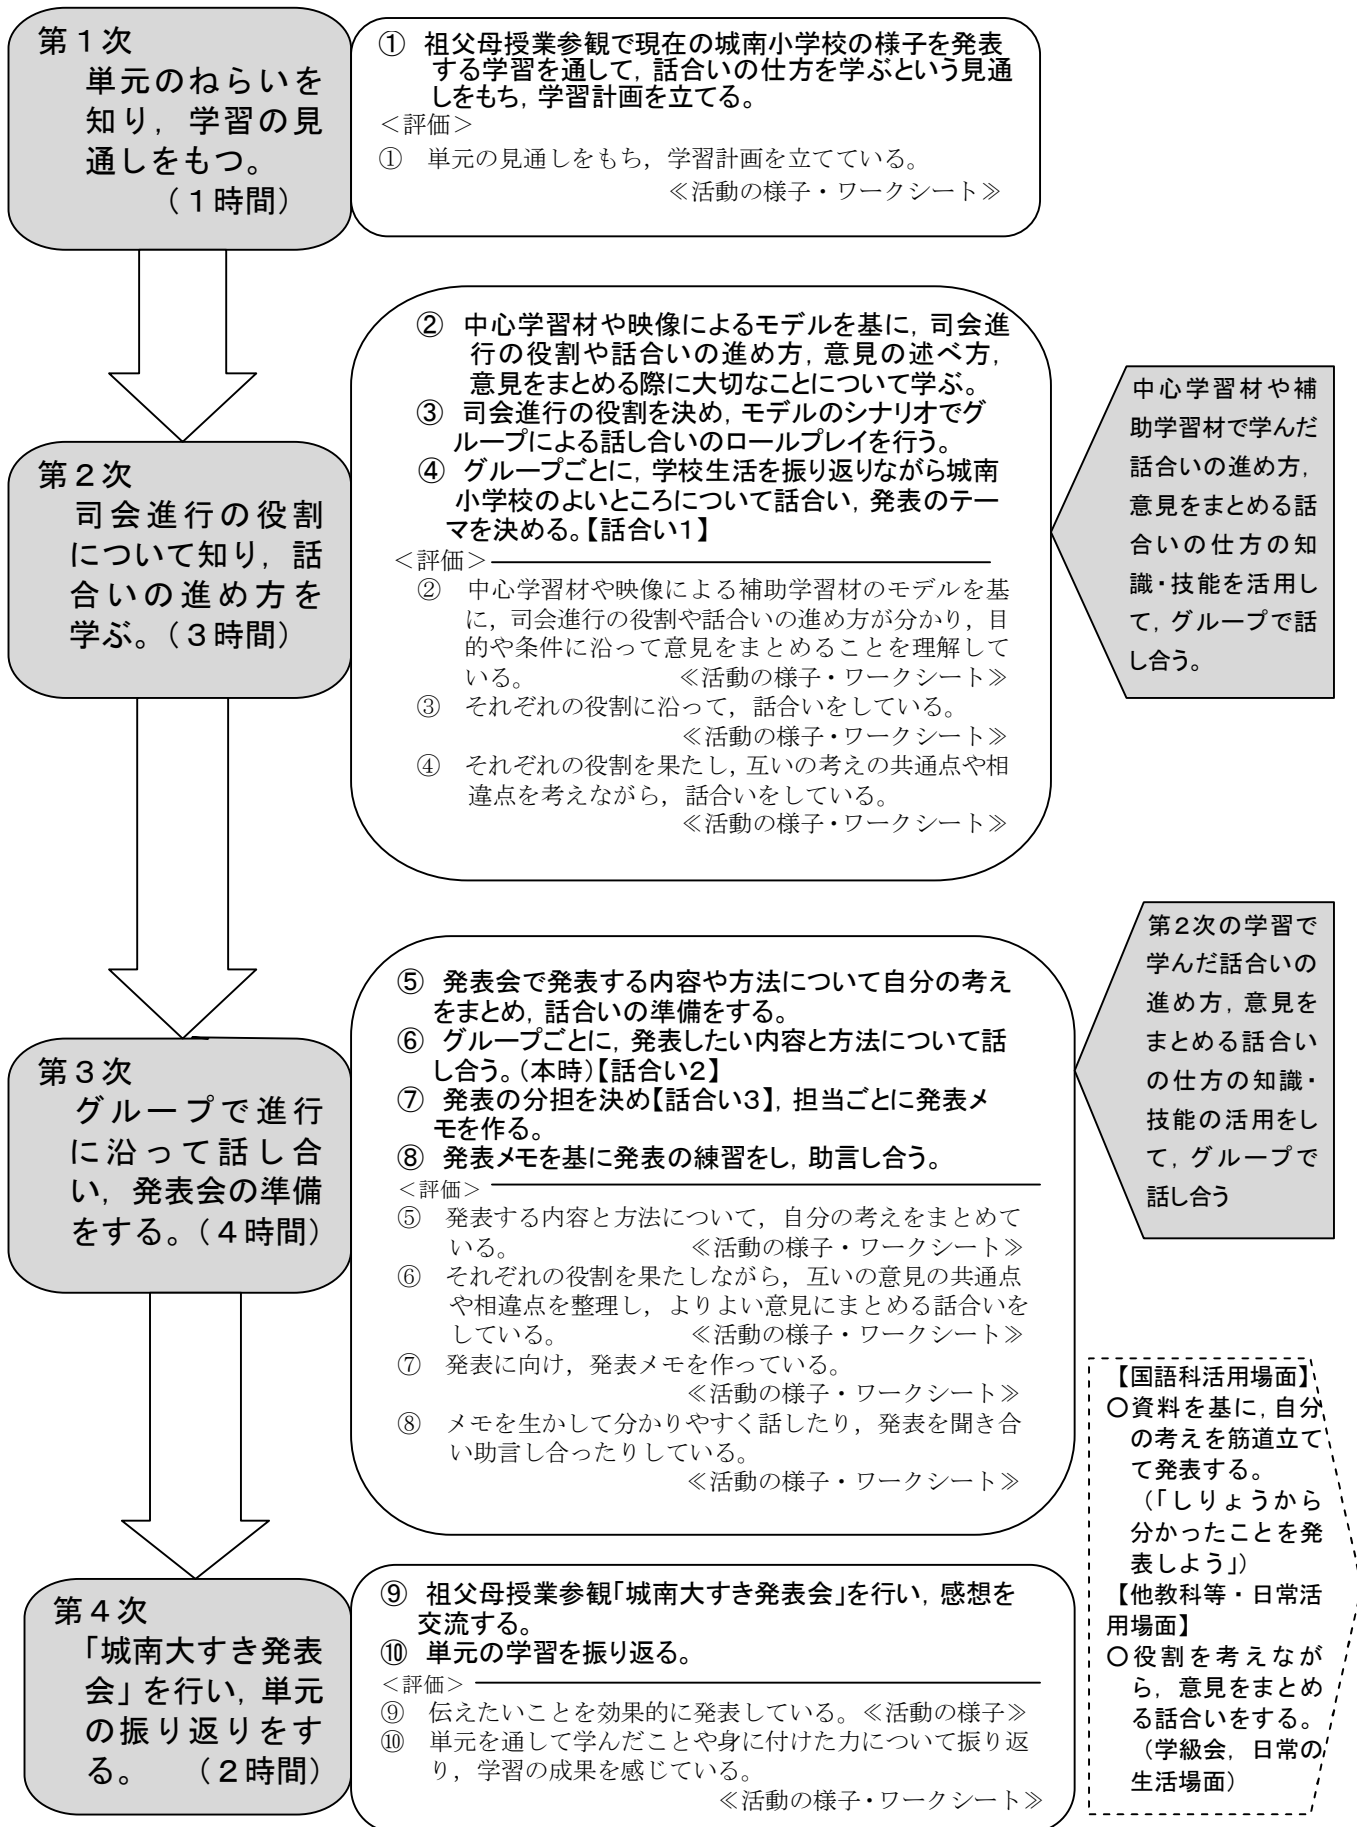 第１次
単元のねらいを
知り，学習の見
通しをもつ。
（１時間）
① 祖父母授業参観で現在の城南小学校の様子を発表
する学習を通して，話合いの仕方を学ぶという見通
しをもち，学習計画を立てる。
＜評価＞
① 単元の見通しをもち，学習計画を立てている。
≪活動の様子・ワークシート≫
第２次
司会進行の役割
について知り，話
合いの進め方を
学ぶ。（３時間）
② 中心学習材や映像によるモデルを基に，司会進
行の役割や話合いの進め方，意見の述べ方，
意見をまとめる際に大切なことについて学ぶ。
③ 司会進行の役割を決め，モデルのシナリオでグ
ループによる話し合いのロールプレイを行う。
④ グループごとに，学校生活を振り返りながら城南
小学校のよいところについて話合い，発表のテー
マを決める。【話合い１】
＜評価＞
② 中心学習材や映像による補助学習材のモデルを基
に，司会進行の役割や話合いの進め方が分かり，目
的や条件に沿って意見をまとめることを理解して
いる。 ≪活動の様子・ワークシート≫
③ それぞれの役割に沿って，話合いをしている。
≪活動の様子・ワークシート≫
④ それぞれの役割を果たし，互いの考えの共通点や相
違点を考えながら，話合いをしている。
≪活動の様子・ワークシート≫
中心学習材や補
助学習材で学んだ
話合いの進め方，
意見をまとめる話
合いの仕方の知
識・技能を活用し
て，グループで話
し合う。
第３次
グループで進行
に沿って話し合
い，発表会の準備
をする。（４時間）
⑤ 発表会で発表する内容や方法について自分の考え
をまとめ，話合いの準備をする。
⑥ グループごとに，発表したい内容と方法について話
し合う。（本時）【話合い２】
⑦ 発表の分担を決め【話合い３】，担当ごとに発表メ
モを作る。
⑧ 発表メモを基に発表の練習をし，助言し合う。
＜評価＞
⑤ 発表する内容と方法について，自分の考えをまとめて
いる。 ≪活動の様子・ワークシート≫
⑥ それぞれの役割を果たしながら，互いの意見の共通点
や相違点を整理し，よりよい意見にまとめる話合いを
している。 ≪活動の様子・ワークシート≫
⑦ 発表に向け，発表メモを作っている。
≪活動の様子・ワークシート≫
⑧ メモを生かして分かりやすく話したり，発表を聞き合
い助言し合ったりしている。
≪活動の様子・ワークシート≫
第２次の学習で
学んだ話合いの
進め方，意見を
まとめる話合い
の仕方の知識・
技能の活用をし
て，グループで
話し合う
第４次
「城南大すき発表
会」を行い，単元
の振り返りをす
る。 （２時間）
⑨ 祖父母授業参観「城南大すき発表会」を行い，感想を
交流する。
⑩ 単元の学習を振り返る。
＜評価＞
⑨ 伝えたいことを効果的に発表している。≪活動の様子≫
⑩ 単元を通して学んだことや身に付けた力について振り返
り，学習の成果を感じている。
≪活動の様子・ワークシート≫
【国語科活用場面】
○資料を基に，自分
の考えを筋道立て
て発表する。
（「しりょうから
分かったことを発
表しよう」）
【他教科等・日常活
用場面】
○役割を考えなが
ら，意見をまとめ
る話合いをする。
（学級会，日常の
生活場面）